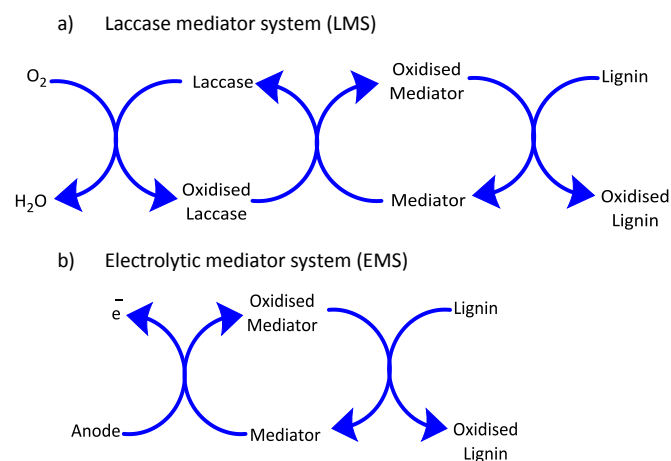 a) Laccase mediator system (LMS)
O₂
Laccase
Oxidised
Mediator
Lignin
H₂O
Oxidised
Laccase
Mediator
Oxidised
Lignin
b) Electrolytic mediator system (EMS)
e̅
Oxidised
Mediator
Lignin
Anode
Mediator
Oxidised
Lignin